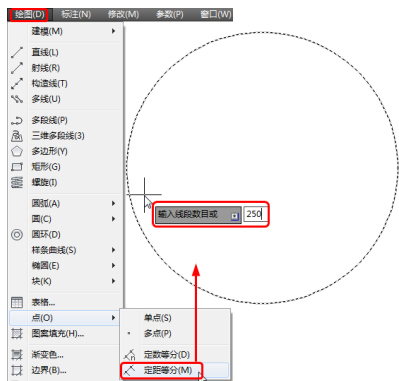 绘图(D) 标注(N) 修改(M) 参数(P) 窗口(W)
建模(M)
直线(L)
射线(R)
构造线(T)
多线(U)
多段线(P)
三维多段线(3)
多边形(Y)
矩形(G)
螺旋(I)
圆弧(A)
圆(C)
圆环(D)
样条曲线(S)
椭圆(E)
块(K)
表格...
点(O)
图案填充(H)...
渐变色...
边界(B)...
输入线段数目或 250
单点(S)
多点(P)
定数等分(D)
定距等分(M)